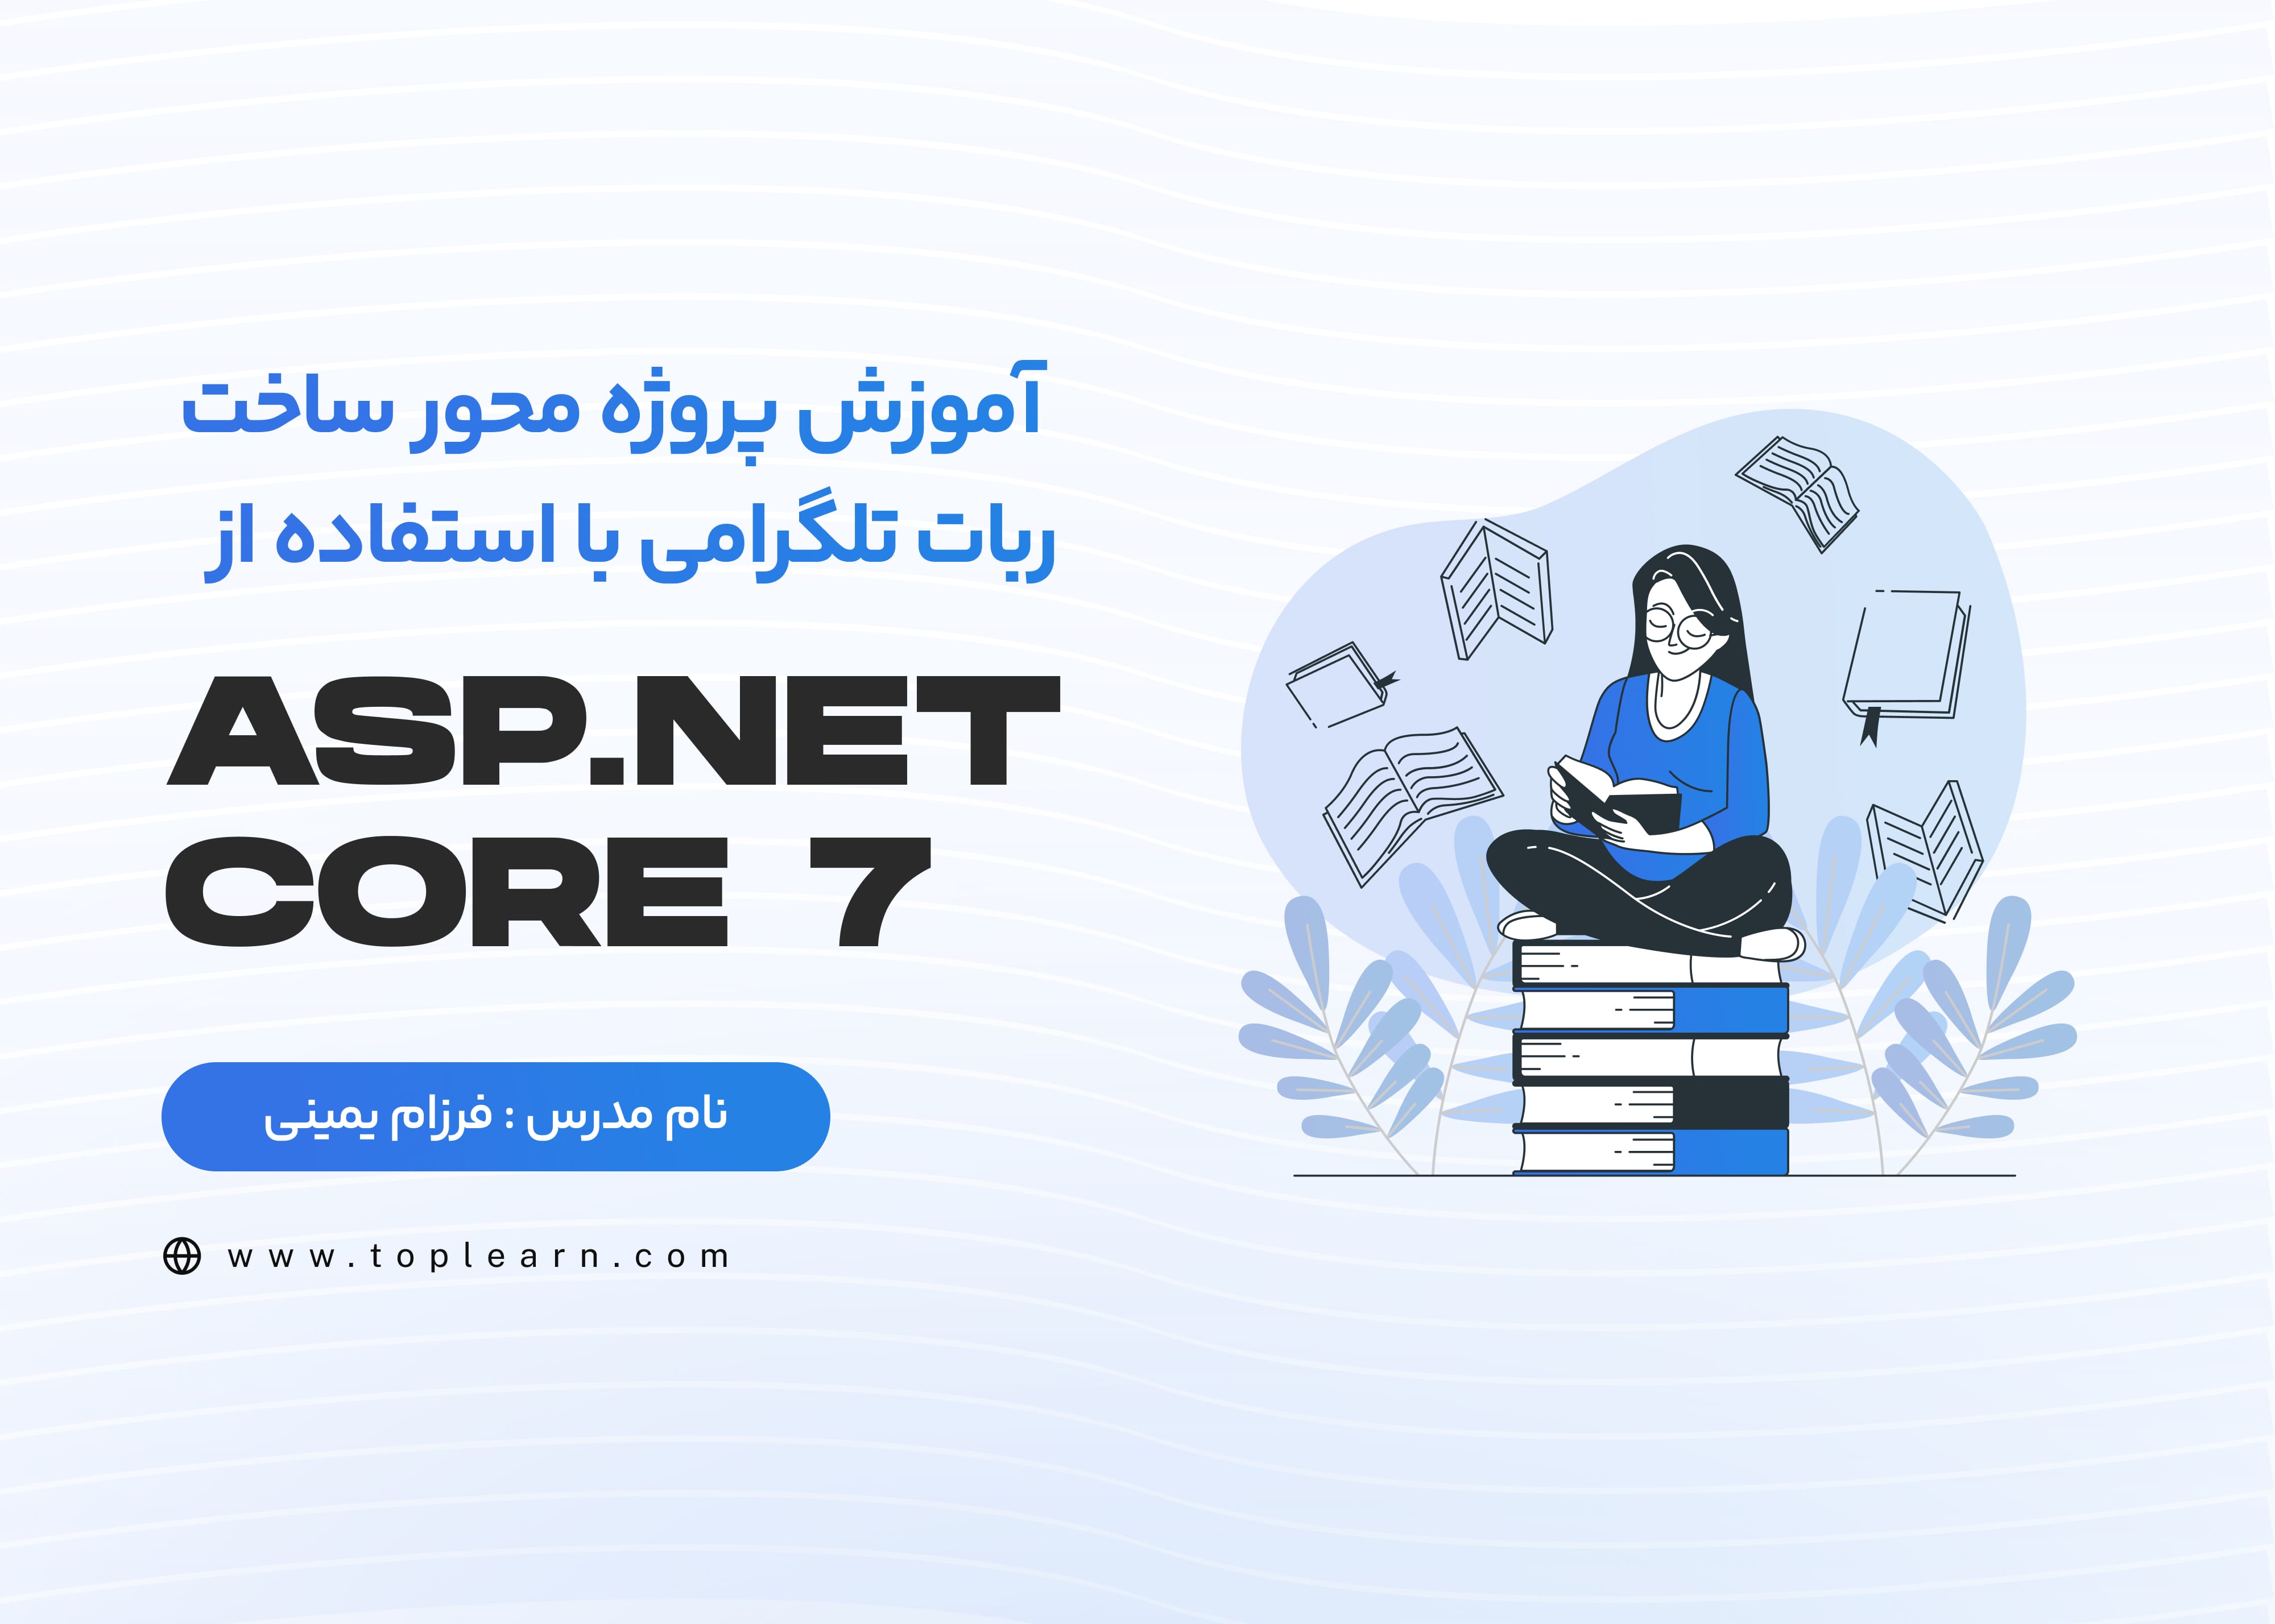 آموزش پروژه محور ساخت
ربات تلگرامی با استفاده از
ASP.NET
CORE 7
نام مدرس : فرزام یمینی
www.toplearn.com